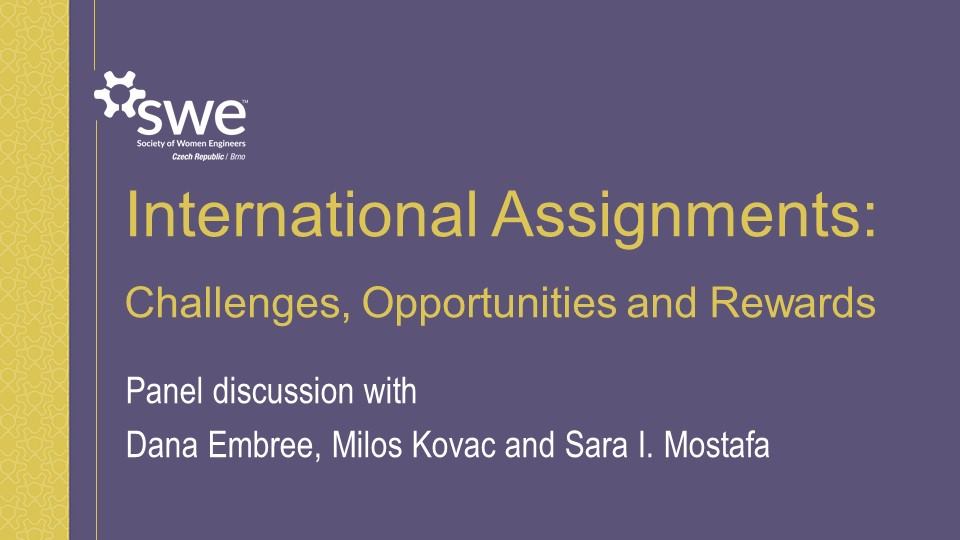 swe™
Society of Women Engineers
Czech Republic / Brno
International Assignments:
Challenges, Opportunities and Rewards
Panel discussion with
Dana Embree, Milos Kovac and Sara I. Mostafa